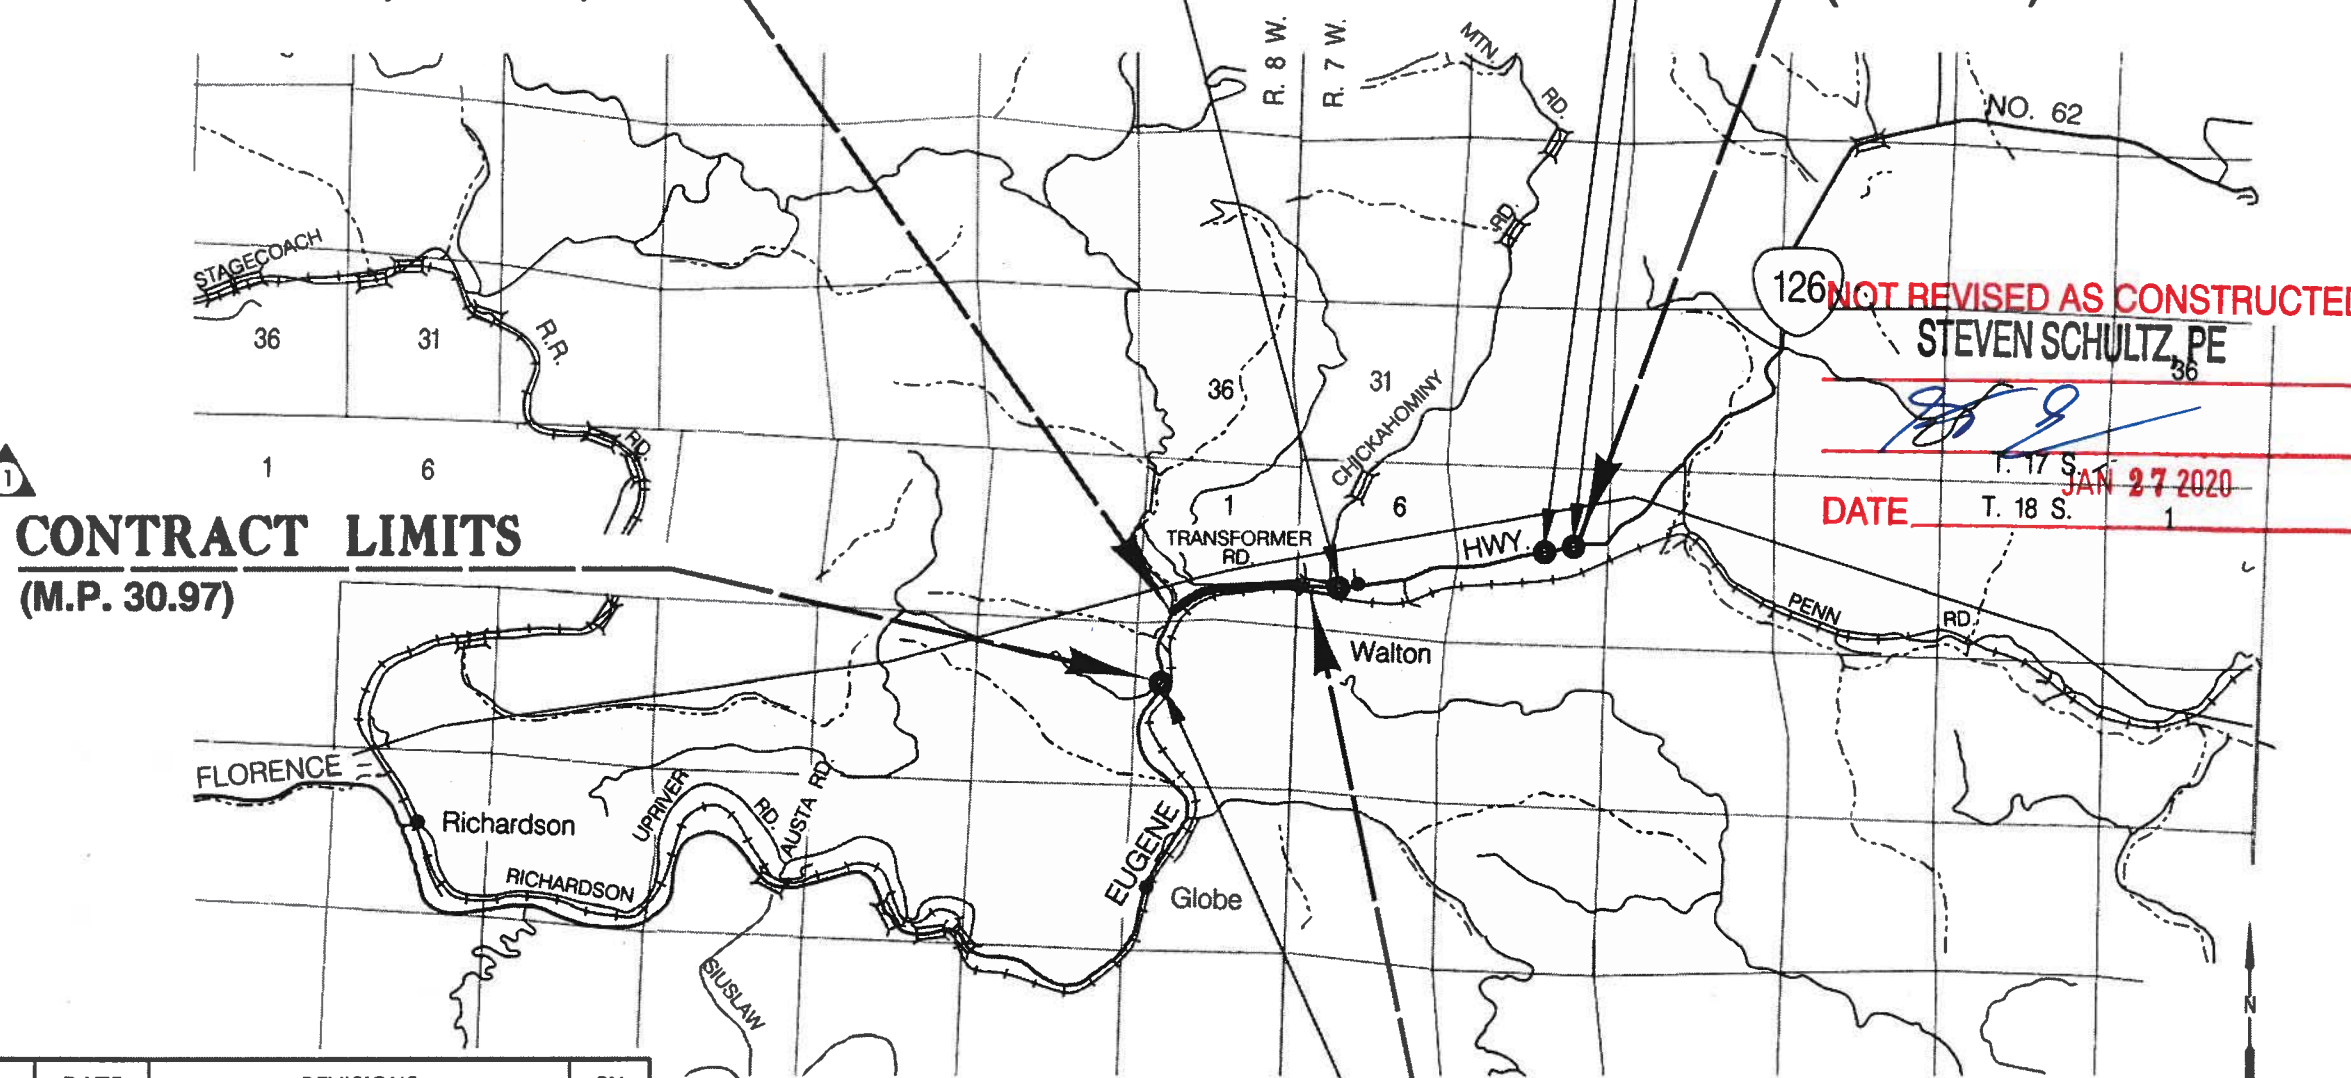 R. 8 W.
R. 7 W.
MTN.
RD.
NO. 62
RD.
STAGECOACH
126
NOT REVISED AS CONSTRUCTED
STEVEN SCHULTZ, PE
36
36
31
R.R.
36
31
CHICKAHOMINY
RD.
1
6
1
T. 17 S.
JAN 27 2020
DATE
T. 18 S.
1
1
6
CONTRACT LIMITS
(M.P. 30.97)
TRANSFORMER
RD.
HWY.
PENN
RD.
Walton
FLORENCE
Richardson
UPRIVER
RD.
AUSTA RD.
RICHARDSON
EUGENE
Globe
SIUSLAW
N